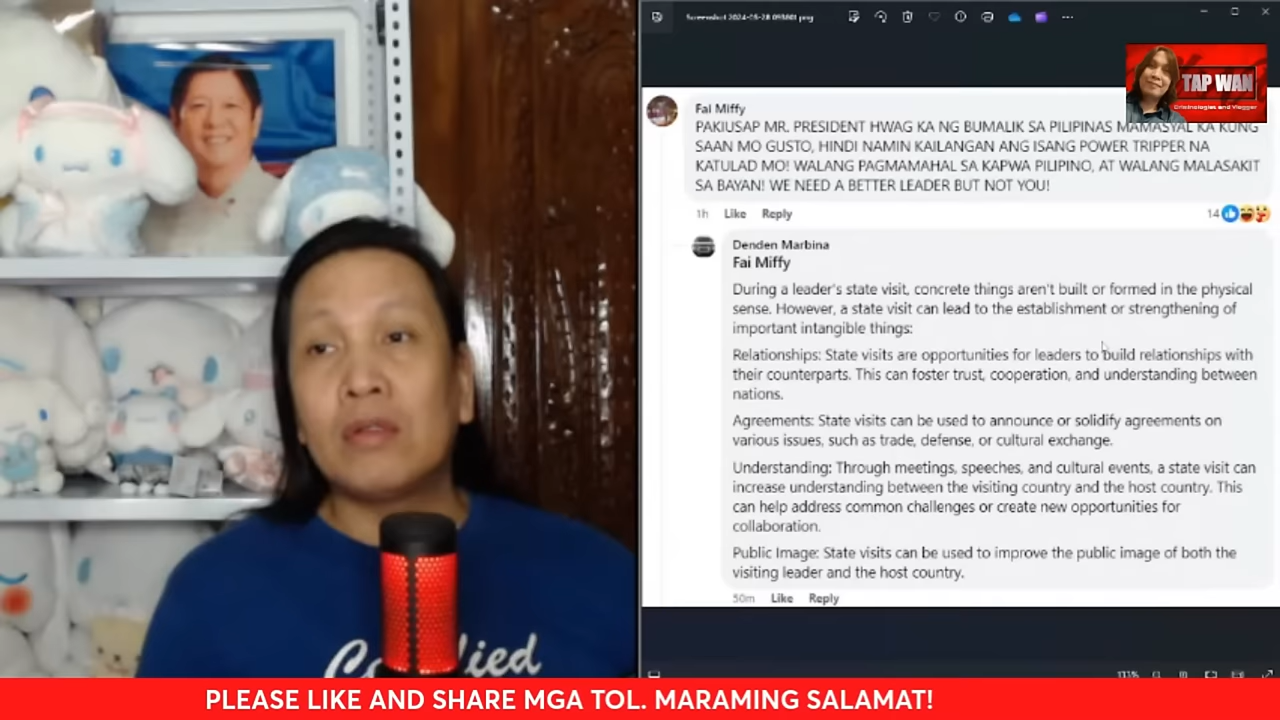 Screenshot 2024-05-28 093801.png
TAP WAN
Criminologist and Vlogger
Fai Miffy
PAKIUSAP MR. PRESIDENT HWAG KA NG BUMALIK SA PILIPINAS MAMASYAL KA KUNG
SAAN MO GUSTO, HINDI NAMIN KAILANGAN ANG ISANG POWER TRIPPER NA
KATULAD MO! WALANG PAGMAMAHAL SA KAPWA PILIPINO, AT WALANG MALASAKIT
SA BAYAN! WE NEED A BETTER LEADER BUT NOT YOU!
1h Like Reply 14
Denden Marbina
Fai Miffy
During a leader's state visit, concrete things aren't built or formed in the physical
sense. However, a state visit can lead to the establishment or strengthening of
important intangible things:
Relationships: State visits are opportunities for leaders to build relationships with
their counterparts. This can foster trust, cooperation, and understanding between
nations.
Agreements: State visits can be used to announce or solidify agreements on
various issues, such as trade, defense, or cultural exchange.
Understanding: Through meetings, speeches, and cultural events, a state visit can
increase understanding between the visiting country and the host country. This
can help address common challenges or create new opportunities for
collaboration.
Public Image: State visits can be used to improve the public image of both the
visiting leader and the host country.
50m Like Reply
PLEASE LIKE AND SHARE MGA TOL. MARAMING SALAMAT!